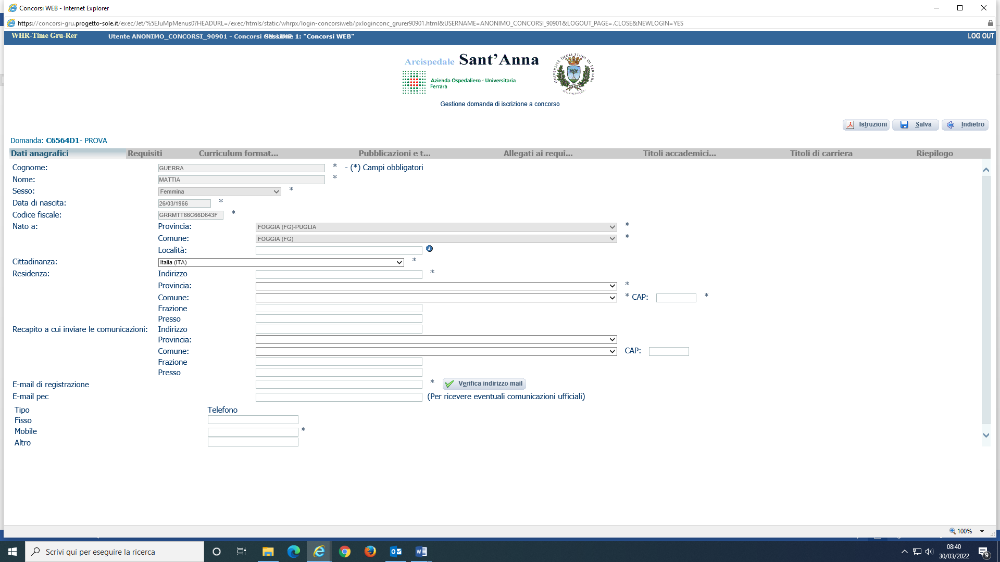 Concorsi WEB - Internet Explorer
https://concorsi-gru.progetto-sole.it/exec/Jet/%5EJuMpMenus0?HEADURL=/exec/htmls/static/whrpx/login-concorsiweb/pxloginconc_grurer90901.html&USERNAME=ANONIMO_CONCORSI_90901&LOGOUT_PAGE=.CLOSE&NEWLOGIN=YES
WHR-Time Gru-Rer
Utente ANONIMO_CONCORSI_90901 - Concorsi
Sessione 1: "Concorsi WEB"
LOG OUT
Arcispedale Sant'Anna
Azienda Ospedaliero - Universitaria
Ferrara
Gestione domanda di iscrizione a concorso
Istruzioni Salva Indietro
Domanda: C6564D1- PROVA
Dati anagrafici Requisiti Curriculum format... Pubblicazioni e t... Allegati ai requi... Titoli accademici... Titoli di carriera Riepilogo
Cognome: GUERRA * - (*) Campi obbligatori
Nome: MATTIA *
Sesso: Femmina *
Data di nascita: 26/03/1966 *
Codice fiscale: GRRMTT66C66D643F *
Nato a: Provincia: FOGGIA (FG)-PUGLIA *
Comune: FOGGIA (FG) *
Località:
Cittadinanza: Italia (ITA) *
Residenza: Indirizzo *
Provincia: *
Comune: * CAP: *
Frazione
Presso
Recapito a cui inviare le comunicazioni: Indirizzo
Provincia:
Comune: CAP:
Frazione
Presso
E-mail di registrazione * Verifica indirizzo mail
E-mail pec (Per ricevere eventuali comunicazioni ufficiali)
Tipo Telefono
Fisso
Mobile *
Altro
100%
Scrivi qui per eseguire la ricerca
08:40
30/03/2022
9